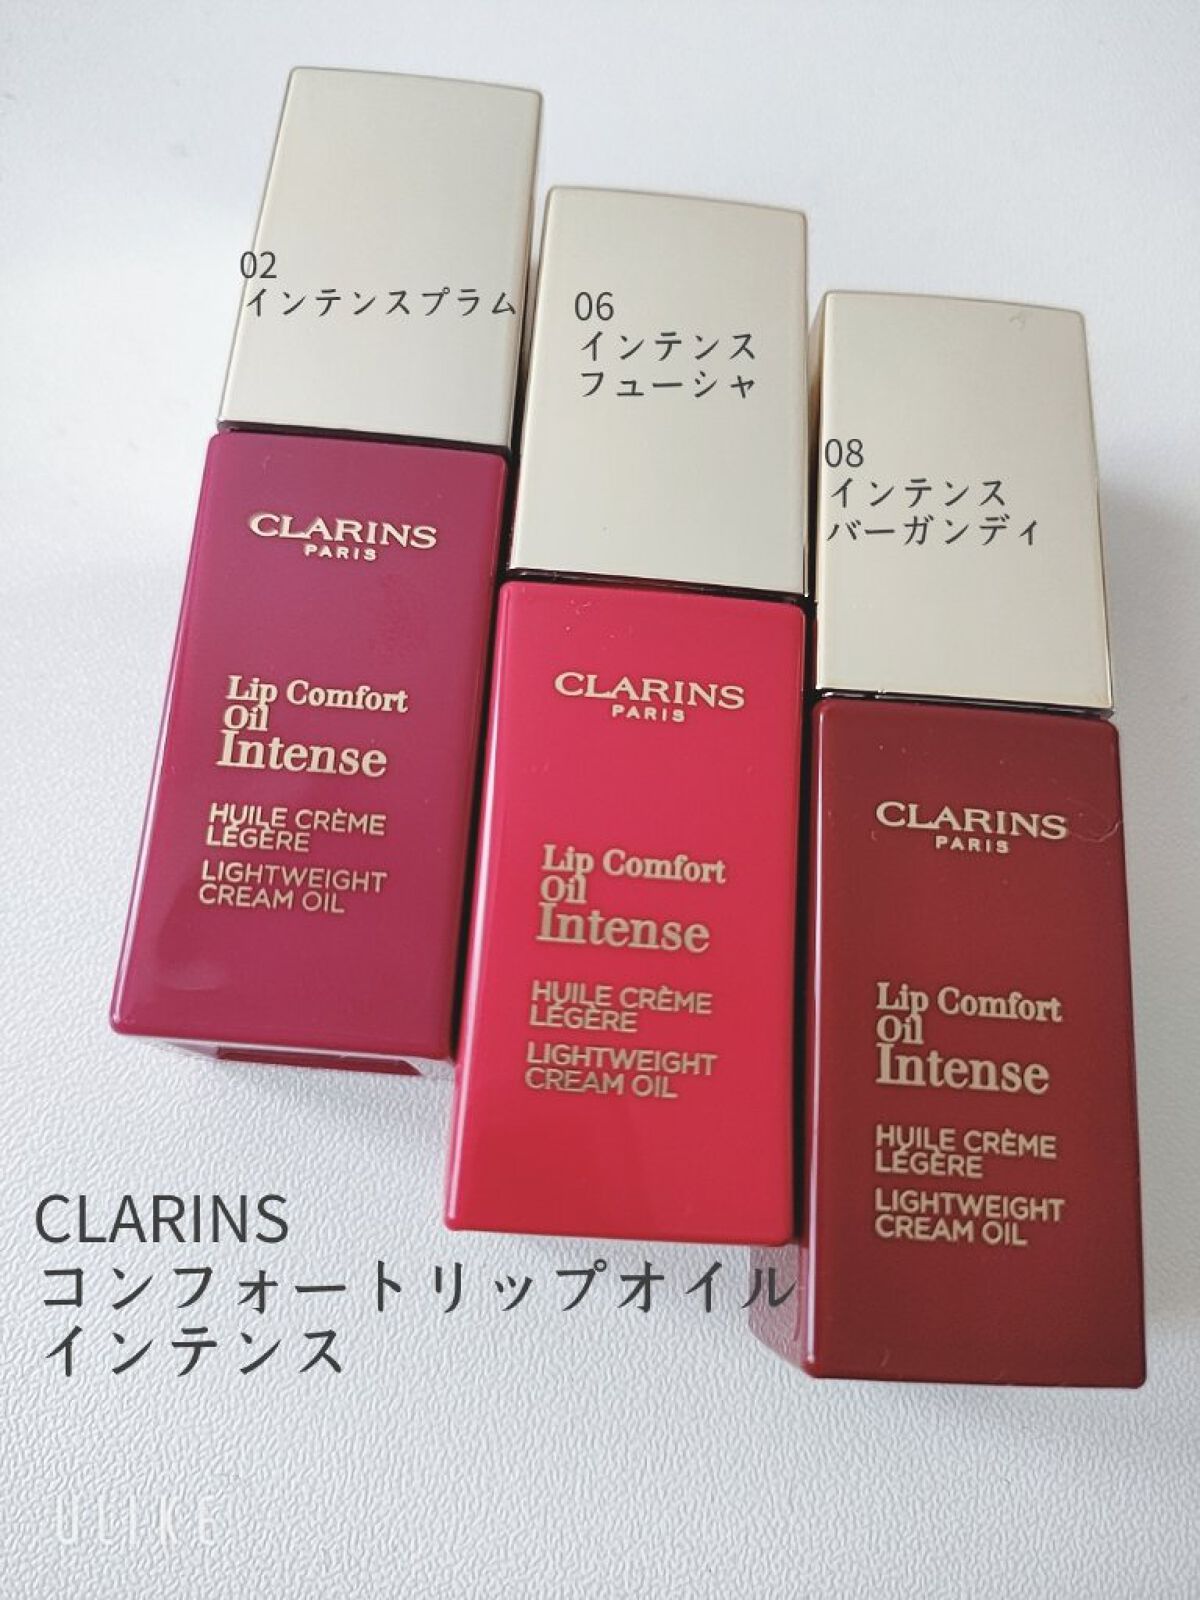 02
インテンスプラム
06
インテンス
フューシャ
08
インテンス
バーガンディ
CLARINS
PARIS
Lip Comfort
Oil
Intense
HUILE CRÈME
LÉGÈRE
LIGHTWEIGHT
CREAM OIL
CLARINS
PARIS
Lip Comfort
Oil
Intense
HUILE CRÈME
LÉGÈRE
LIGHTWEIGHT
CREAM OIL
CLARINS
PARIS
Lip Comfort
Oil
Intense
HUILE CRÈME
LÉGÈRE
LIGHTWEIGHT
CREAM OIL
CLARINS
コンフォートリップオイル
インテンス
ULIKE